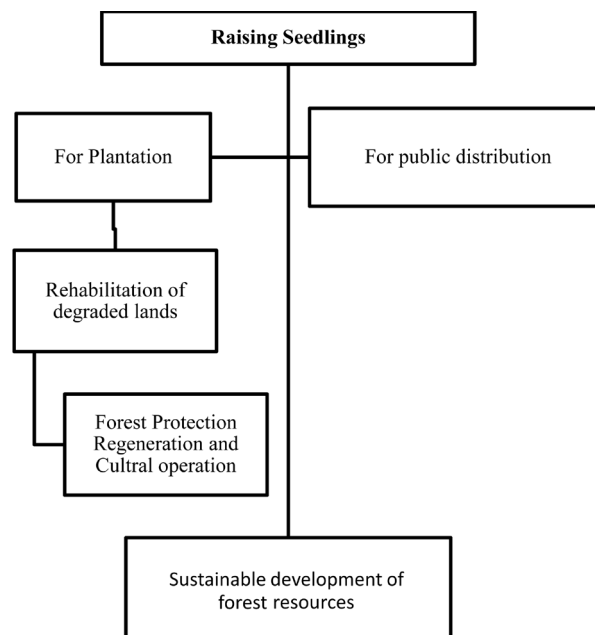 Raising Seedlings
For Plantation
For public distribution
Rehabilitation of
degraded lands
Forest Protection
Regeneration and
Cultral operation
Sustainable development of
forest resources